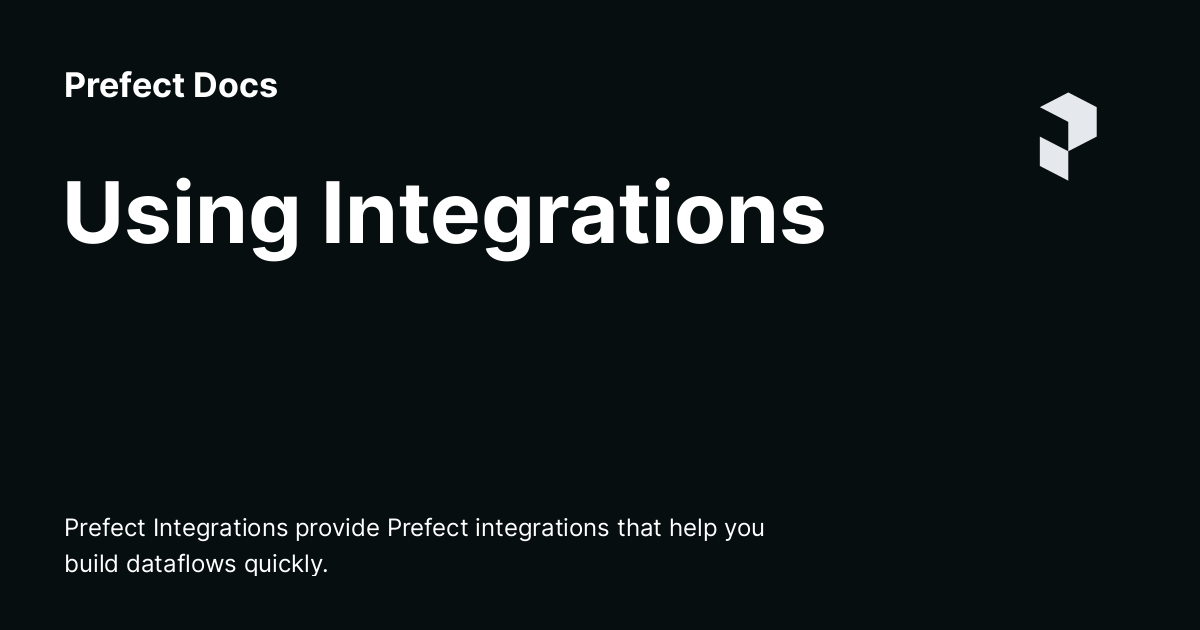 Prefect Docs
Using Integrations
Prefect Integrations provide Prefect integrations that help you
build dataflows quickly.